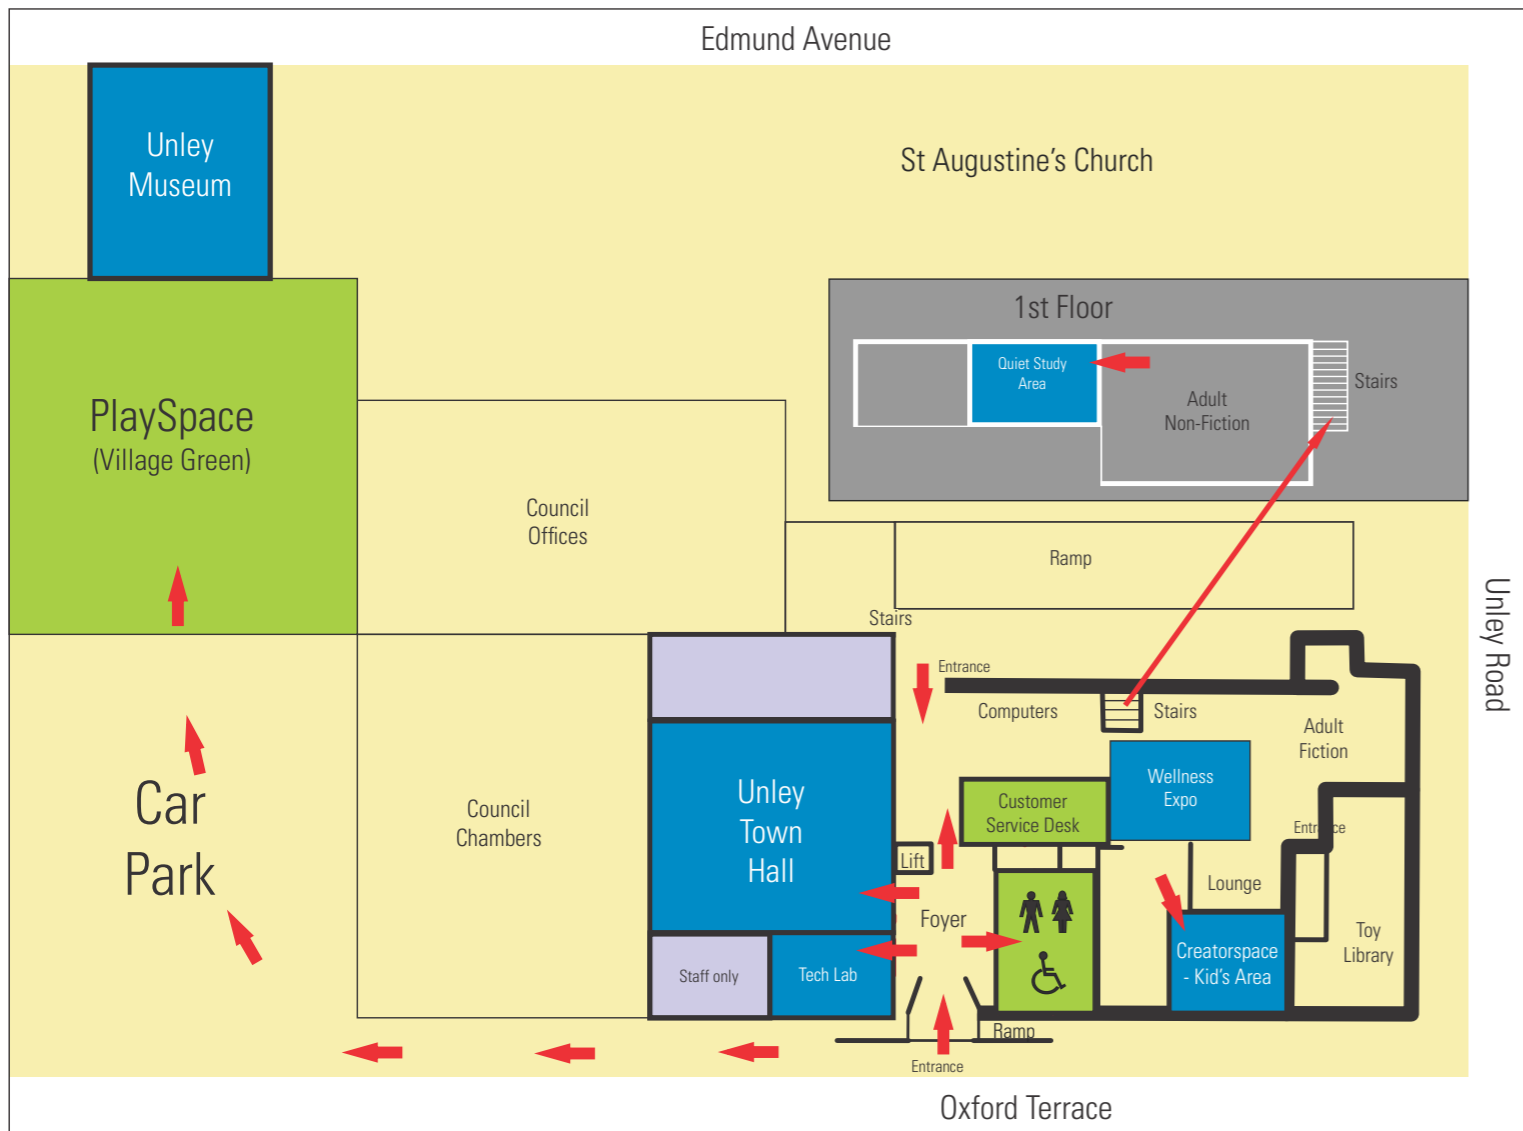 Edmund Avenue
Unley
Museum
St Augustine's Church
1st Floor
Quiet Study
Area
Adult
Non-Fiction
Stairs
PlaySpace
(Village Green)
Council
Offices
Ramp
Unley Road
Stairs
Entrance
Computers
Stairs
Adult
Fiction
Car
Park
Council
Chambers
Unley
Town
Hall
Customer
Service Desk
Wellness
Expo
Entrance
Lift
Lounge
Foyer
Toy
Library
Staff only
Tech Lab
Creatorspace
- Kid's Area
Ramp
Entrance
Oxford Terrace